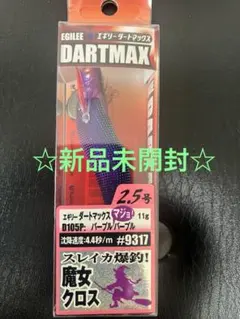 EGILEE エギリーダートマックス
DARTMAX
☆新品未開封☆
2.5号
エギリーダートマックス マジョ 11g
D105P: パープルパープル
沈降速度:4.4秒/m #9317
スレイカ爆釣!
魔女
クロス